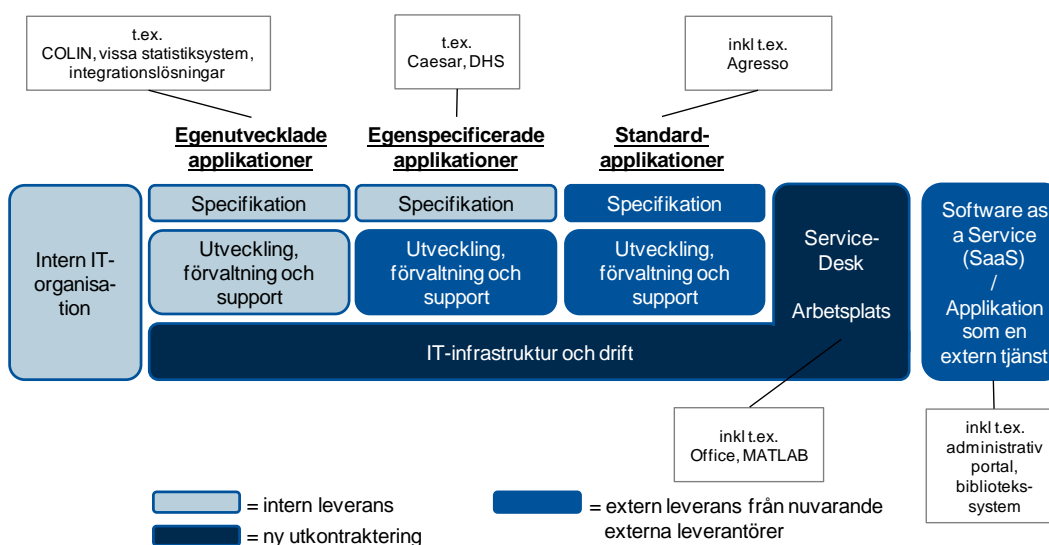 t.ex.
COLIN, vissa statistiksystem,
integrationslösningar
t.ex.
Caesar, DHS
inkl t.ex.
Agresso
Egenutvecklade
applikationer
Egenspecificerade
applikationer
Standard-
applikationer
Intern IT-
organisa-
tion
Specifikation
Utveckling,
förvaltning och
support
Specifikation
Utveckling,
förvaltning och
support
Specifikation
Utveckling,
förvaltning och
support
IT-infrastruktur och drift
Service-
Desk
Arbetsplats
Software as
a Service
(SaaS)
/
Applikation
som en
extern tjänst
inkl t.ex.
Office, MATLAB
inkl t.ex.
administrativ
portal,
biblioteks-
system
= intern leverans
= ny utkontraktering
= extern leverans från nuvarande
externa leverantörer